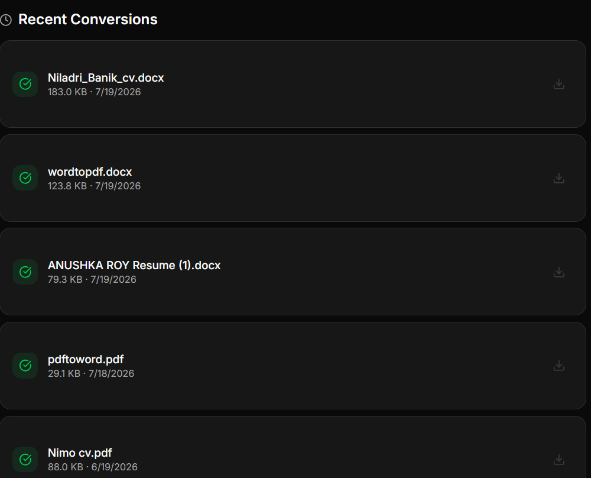 Recent Conversions
Niladri_Banik_cv.docx
183.0 KB · 7/19/2026
wordtopdf.docx
123.8 KB · 7/19/2026
ANUSHKA ROY Resume (1).docx
79.3 KB · 7/19/2026
pdftoword.pdf
29.1 KB · 7/18/2026
Nimo cv.pdf
88.0 KB · 6/19/2026